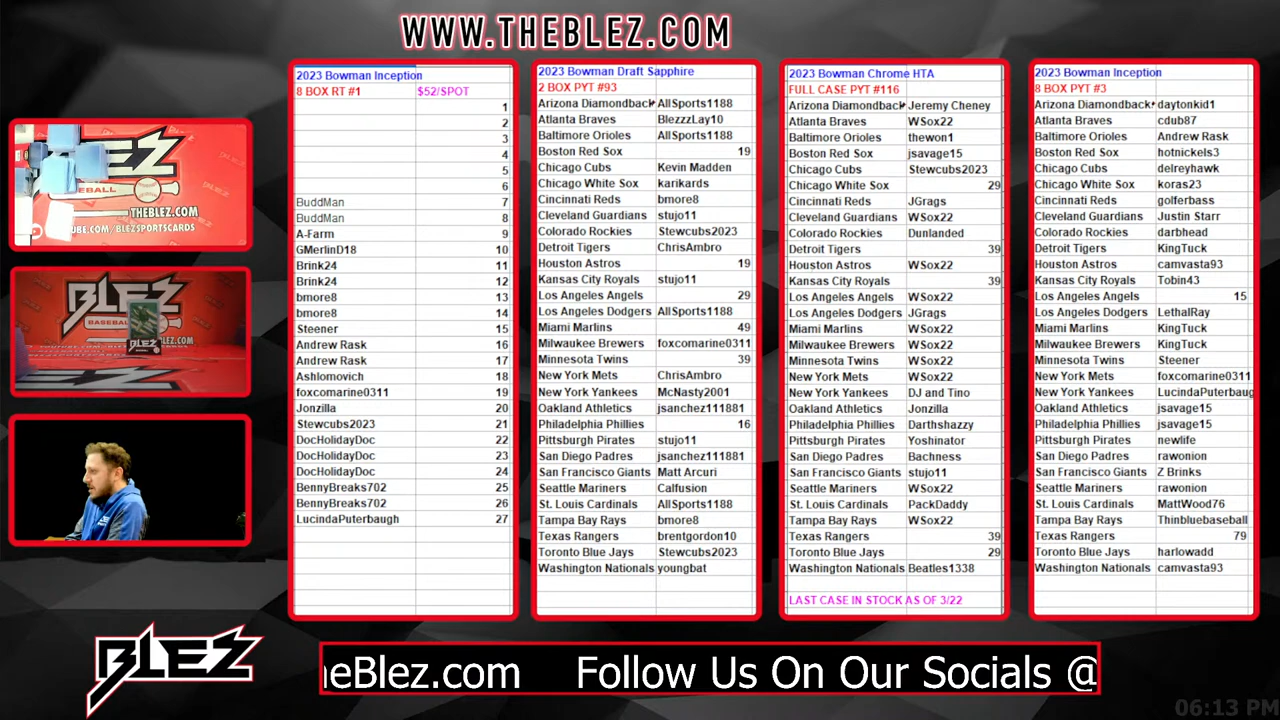 WWW.THEBLEZ.COM
BLEZ
BASEBALL
THEBLEZ.COM
UBE.COM/BLEZSPORTSCARDS
BLEZ
BASEBALL
BLEZ
2023 Bowman Inception
8 BOX RT #1 $52/SPOT
1
2
3
4
5
6
BuddMan 7
BuddMan 8
A-Farm 9
GMerlinD18 10
Brink24 11
Brink24 12
bmore8 13
bmore8 14
Steener 15
Andrew Rask 16
Andrew Rask 17
Ashlomovich 18
foxcomarine0311 19
Jonzilla 20
Stewcubs2023 21
DocHolidayDoc 22
DocHolidayDoc 23
DocHolidayDoc 24
BennyBreaks702 25
BennyBreaks702 26
LucindaPuterbaugh 27
2023 Bowman Draft Sapphire
2 BOX PYT #93
Arizona Diamondback AllSports1188
Atlanta Braves BlezzzLay10
Baltimore Orioles AllSports1188
Boston Red Sox 19
Chicago Cubs Kevin Madden
Chicago White Sox karikards
Cincinnati Reds bmore8
Cleveland Guardians stujo11
Colorado Rockies Stewcubs2023
Detroit Tigers ChrisAmbro
Houston Astros 19
Kansas City Royals stujo11
Los Angeles Angels 29
Los Angeles Dodgers AllSports1188
Miami Marlins 49
Milwaukee Brewers foxcomarine0311
Minnesota Twins 39
New York Mets ChrisAmbro
New York Yankees McNasty2001
Oakland Athletics jsanchez111881
Philadelphia Phillies 16
Pittsburgh Pirates stujo11
San Diego Padres jsanchez111881
San Francisco Giants Matt Arcuri
Seattle Mariners Calfusion
St. Louis Cardinals AllSports1188
Tampa Bay Rays bmore8
Texas Rangers brentgordon10
Toronto Blue Jays Stewcubs2023
Washington Nationals youngbat
2023 Bowman Chrome HTA
FULL CASE PYT #116
Arizona Diamondback Jeremy Cheney
Atlanta Braves WSox22
Baltimore Orioles thewon1
Boston Red Sox jsavage15
Chicago Cubs Stewcubs2023
Chicago White Sox 29
Cincinnati Reds JGrags
Cleveland Guardians WSox22
Colorado Rockies Dunlanded
Detroit Tigers 39
Houston Astros WSox22
Kansas City Royals 39
Los Angeles Angels WSox22
Los Angeles Dodgers JGrags
Miami Marlins WSox22
Milwaukee Brewers WSox22
Minnesota Twins WSox22
New York Mets WSox22
New York Yankees DJ and Tino
Oakland Athletics Jonzilla
Philadelphia Phillies Darthshazzy
Pittsburgh Pirates Yoshinator
San Diego Padres Bachness
San Francisco Giants stujo11
Seattle Mariners WSox22
St. Louis Cardinals PackDaddy
Tampa Bay Rays WSox22
Texas Rangers 39
Toronto Blue Jays 29
Washington Nationals Beatles1338
LAST CASE IN STOCK AS OF 3/22
2023 Bowman Inception
8 BOX PYT #3
Arizona Diamondback daytonkid1
Atlanta Braves cdub87
Baltimore Orioles Andrew Rask
Boston Red Sox hotnickels3
Chicago Cubs delreyhawk
Chicago White Sox koras23
Cincinnati Reds golferbass
Cleveland Guardians Justin Starr
Colorado Rockies darbhead
Detroit Tigers KingTuck
Houston Astros camvasta93
Kansas City Royals Tobin43
Los Angeles Angels 15
Los Angeles Dodgers LethalRay
Miami Marlins KingTuck
Milwaukee Brewers KingTuck
Minnesota Twins Steener
New York Mets foxcomarine0311
New York Yankees LucindaPuterbaug
Oakland Athletics jsavage15
Philadelphia Phillies jsavage15
Pittsburgh Pirates newlife
San Diego Padres rawonion
San Francisco Giants Z Brinks
Seattle Mariners rawonion
St. Louis Cardinals MattWood76
Tampa Bay Rays Thinbluebaseball
Texas Rangers 79
Toronto Blue Jays harlowadd
Washington Nationals camvasta93
BLEZ
heBlez.com Follow Us On Our Socials @
06:13 PM